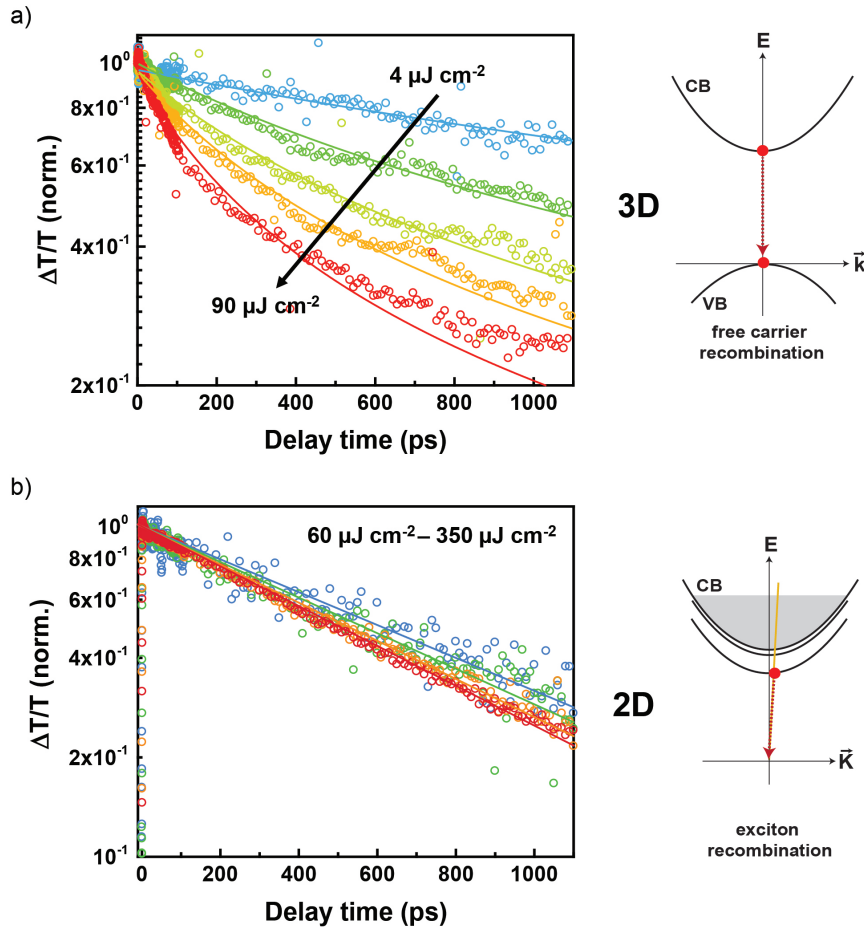 a)
10⁰
8x10⁻¹
6x10⁻¹
4x10⁻¹
2x10⁻¹
ΔT/T (norm.)
4 µJ cm⁻²
90 µJ cm⁻²
0
200
400
600
800
1000
Delay time (ps)
3D
E
CB
k⃗
VB
free carrier
recombination
b)
10⁰
8x10⁻¹
6x10⁻¹
4x10⁻¹
2x10⁻¹
10⁻¹
ΔT/T (norm.)
60 µJ cm⁻² – 350 µJ cm⁻²
0
200
400
600
800
1000
Delay time (ps)
2D
E
CB
K⃗
exciton
recombination